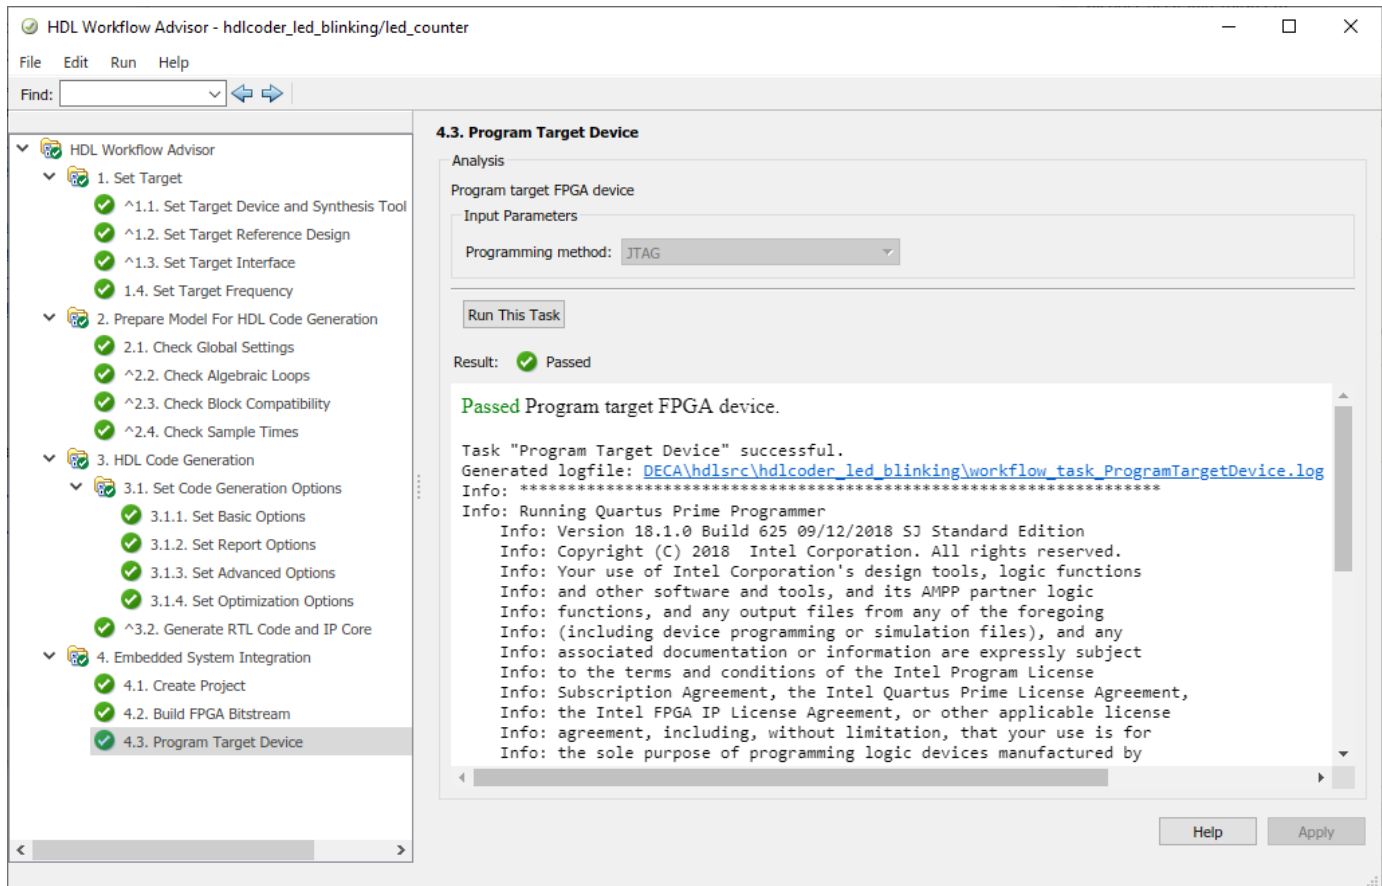 HDL Workflow Advisor - hdlcoder_led_blinking/led_counter
File Edit Run Help
Find:
HDL Workflow Advisor
1. Set Target
^1.1. Set Target Device and Synthesis Tool
^1.2. Set Target Reference Design
^1.3. Set Target Interface
1.4. Set Target Frequency
2. Prepare Model For HDL Code Generation
2.1. Check Global Settings
^2.2. Check Algebraic Loops
^2.3. Check Block Compatibility
^2.4. Check Sample Times
3. HDL Code Generation
3.1. Set Code Generation Options
3.1.1. Set Basic Options
3.1.2. Set Report Options
3.1.3. Set Advanced Options
3.1.4. Set Optimization Options
^3.2. Generate RTL Code and IP Core
4. Embedded System Integration
4.1. Create Project
4.2. Build FPGA Bitstream
4.3. Program Target Device
4.3. Program Target Device
Analysis
Program target FPGA device
Input Parameters
Programming method: JTAG
Run This Task
Result: Passed
Passed Program target FPGA device.
Task "Program Target Device" successful.
Generated logfile: DECA\hdlsrc\hdlcoder_led_blinking\workflow_task_ProgramTargetDevice.log
Info: *******************************************************************
Info: Running Quartus Prime Programmer
Info: Version 18.1.0 Build 625 09/12/2018 SJ Standard Edition
Info: Copyright (C) 2018 Intel Corporation. All rights reserved.
Info: Your use of Intel Corporation's design tools, logic functions
Info: and other software and tools, and its AMPP partner logic
Info: functions, and any output files from any of the foregoing
Info: (including device programming or simulation files), and any
Info: associated documentation or information are expressly subject
Info: to the terms and conditions of the Intel Program License
Info: Subscription Agreement, the Intel Quartus Prime License Agreement,
Info: the Intel FPGA IP License Agreement, or other applicable license
Info: agreement, including, without limitation, that your use is for
Info: the sole purpose of programming logic devices manufactured by
Help Apply